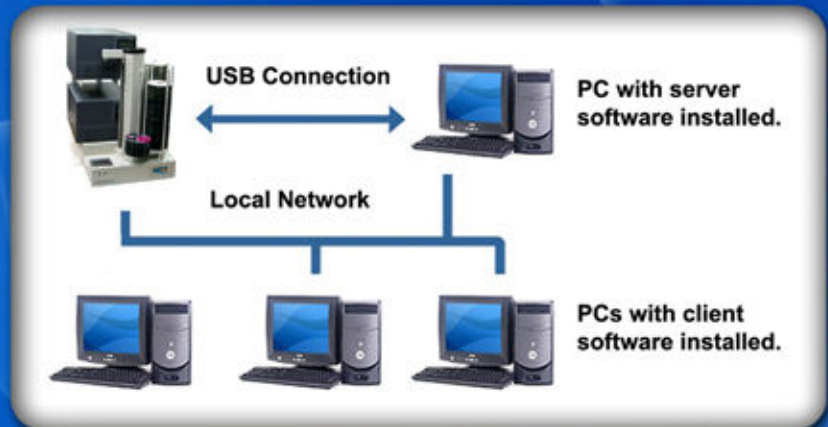 USB Connection
PC with server
software installed.
Local Network
PCs with client
software installed.